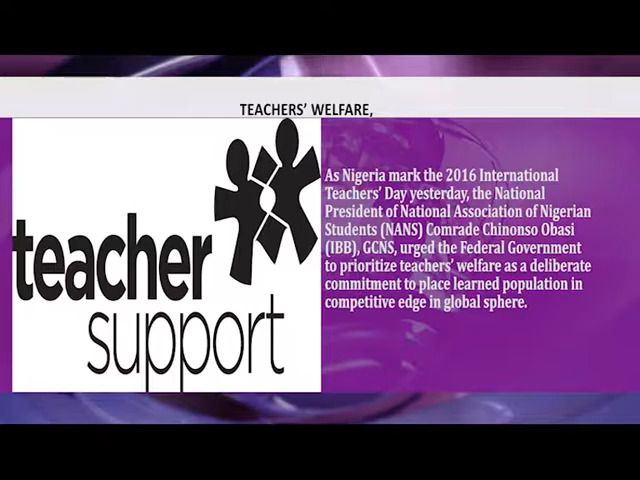 TEACHERS' WELFARE,
teacher
support
As Nigeria mark the 2016 International
Teachers' Day yesterday, the National
President of National Association of Nigerian
Students (NANS) Comrade Chinonso Obasi
(IBB), GCNS, urged the Federal Government
to prioritize teachers' welfare as a deliberate
commitment to place learned population in
competitive edge in global sphere.